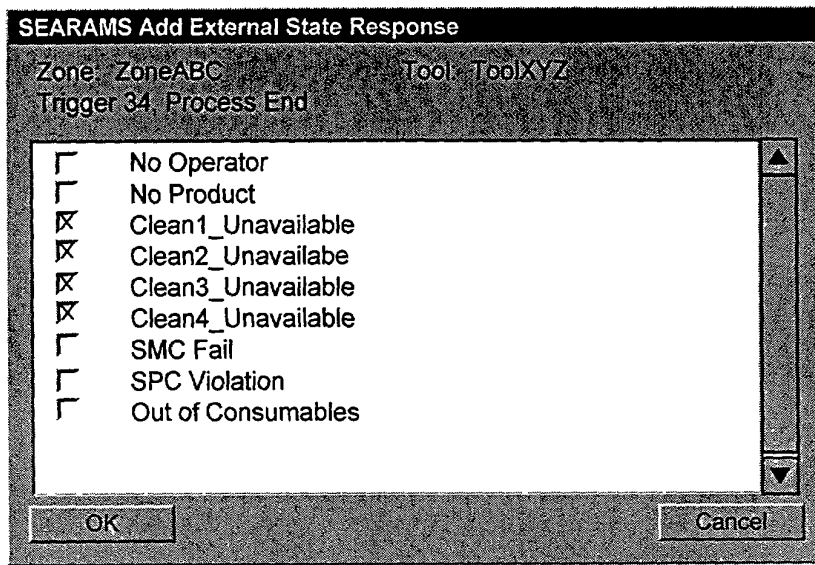 SEARAMS Add External State Response
Zone: ZoneABC Tool: ToolXYZ
Trigger 34, Process End
No Operator
No Product
Clean1_Unavailable
Clean2_Unavailabe
Clean3_Unavailable
Clean4_Unavailable
SMC Fail
SPC Violation
Out of Consumables
OK Cancel